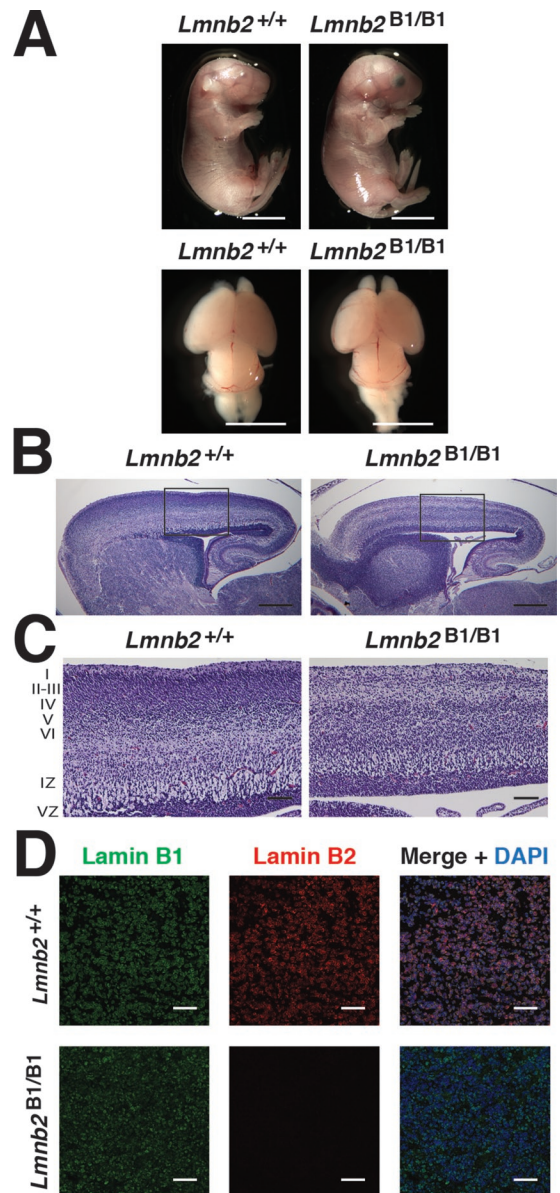 A
Lmnb2+/+ Lmnb2B1/B1
Lmnb2+/+ Lmnb2B1/B1
B
Lmnb2+/+ Lmnb2B1/B1
C
Lmnb2+/+ Lmnb2B1/B1
I
II-III
IV
V
VI
IZ
VZ
D
Lamin B1 Lamin B2 Merge + DAPI
Lmnb2+/+
Lmnb2B1/B1